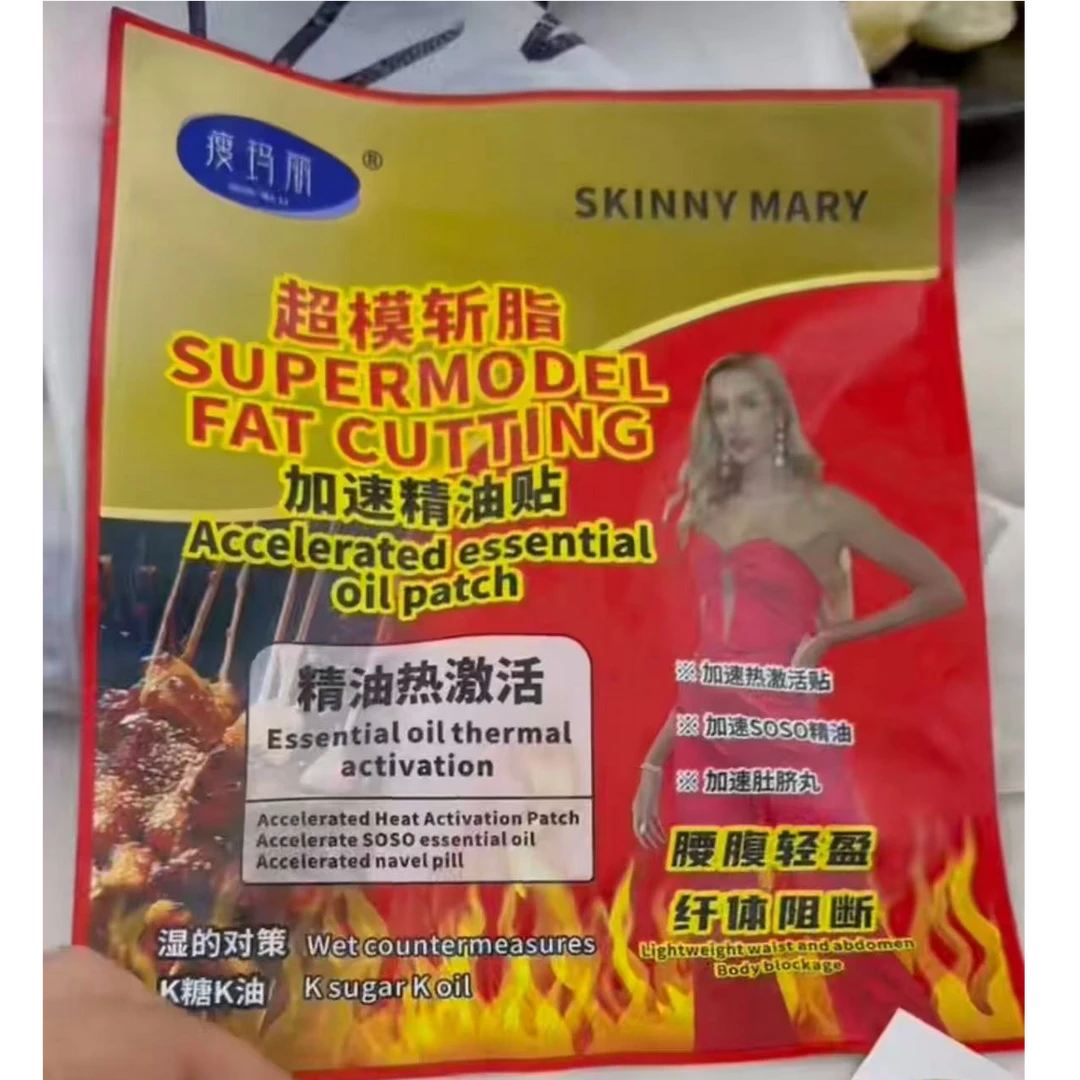 瘦玛丽
®
SKINNY MARY
超模斩脂
SUPERMODEL
FAT CUTTING
加速精油贴
Accelerated essential
oil patch
精油热激活
Essential oil thermal
activation
Accelerated Heat Activation Patch
Accelerate SOSO essential oil
Accelerated navel pill
※加速热激活贴
※加速SOSO精油
※加速肚脐丸
腰腹轻盈
纤体阻断
Lightweight waist and abdomen
Body blockage
湿的对策 Wet countermeasures
K糖K油 K sugar K oil